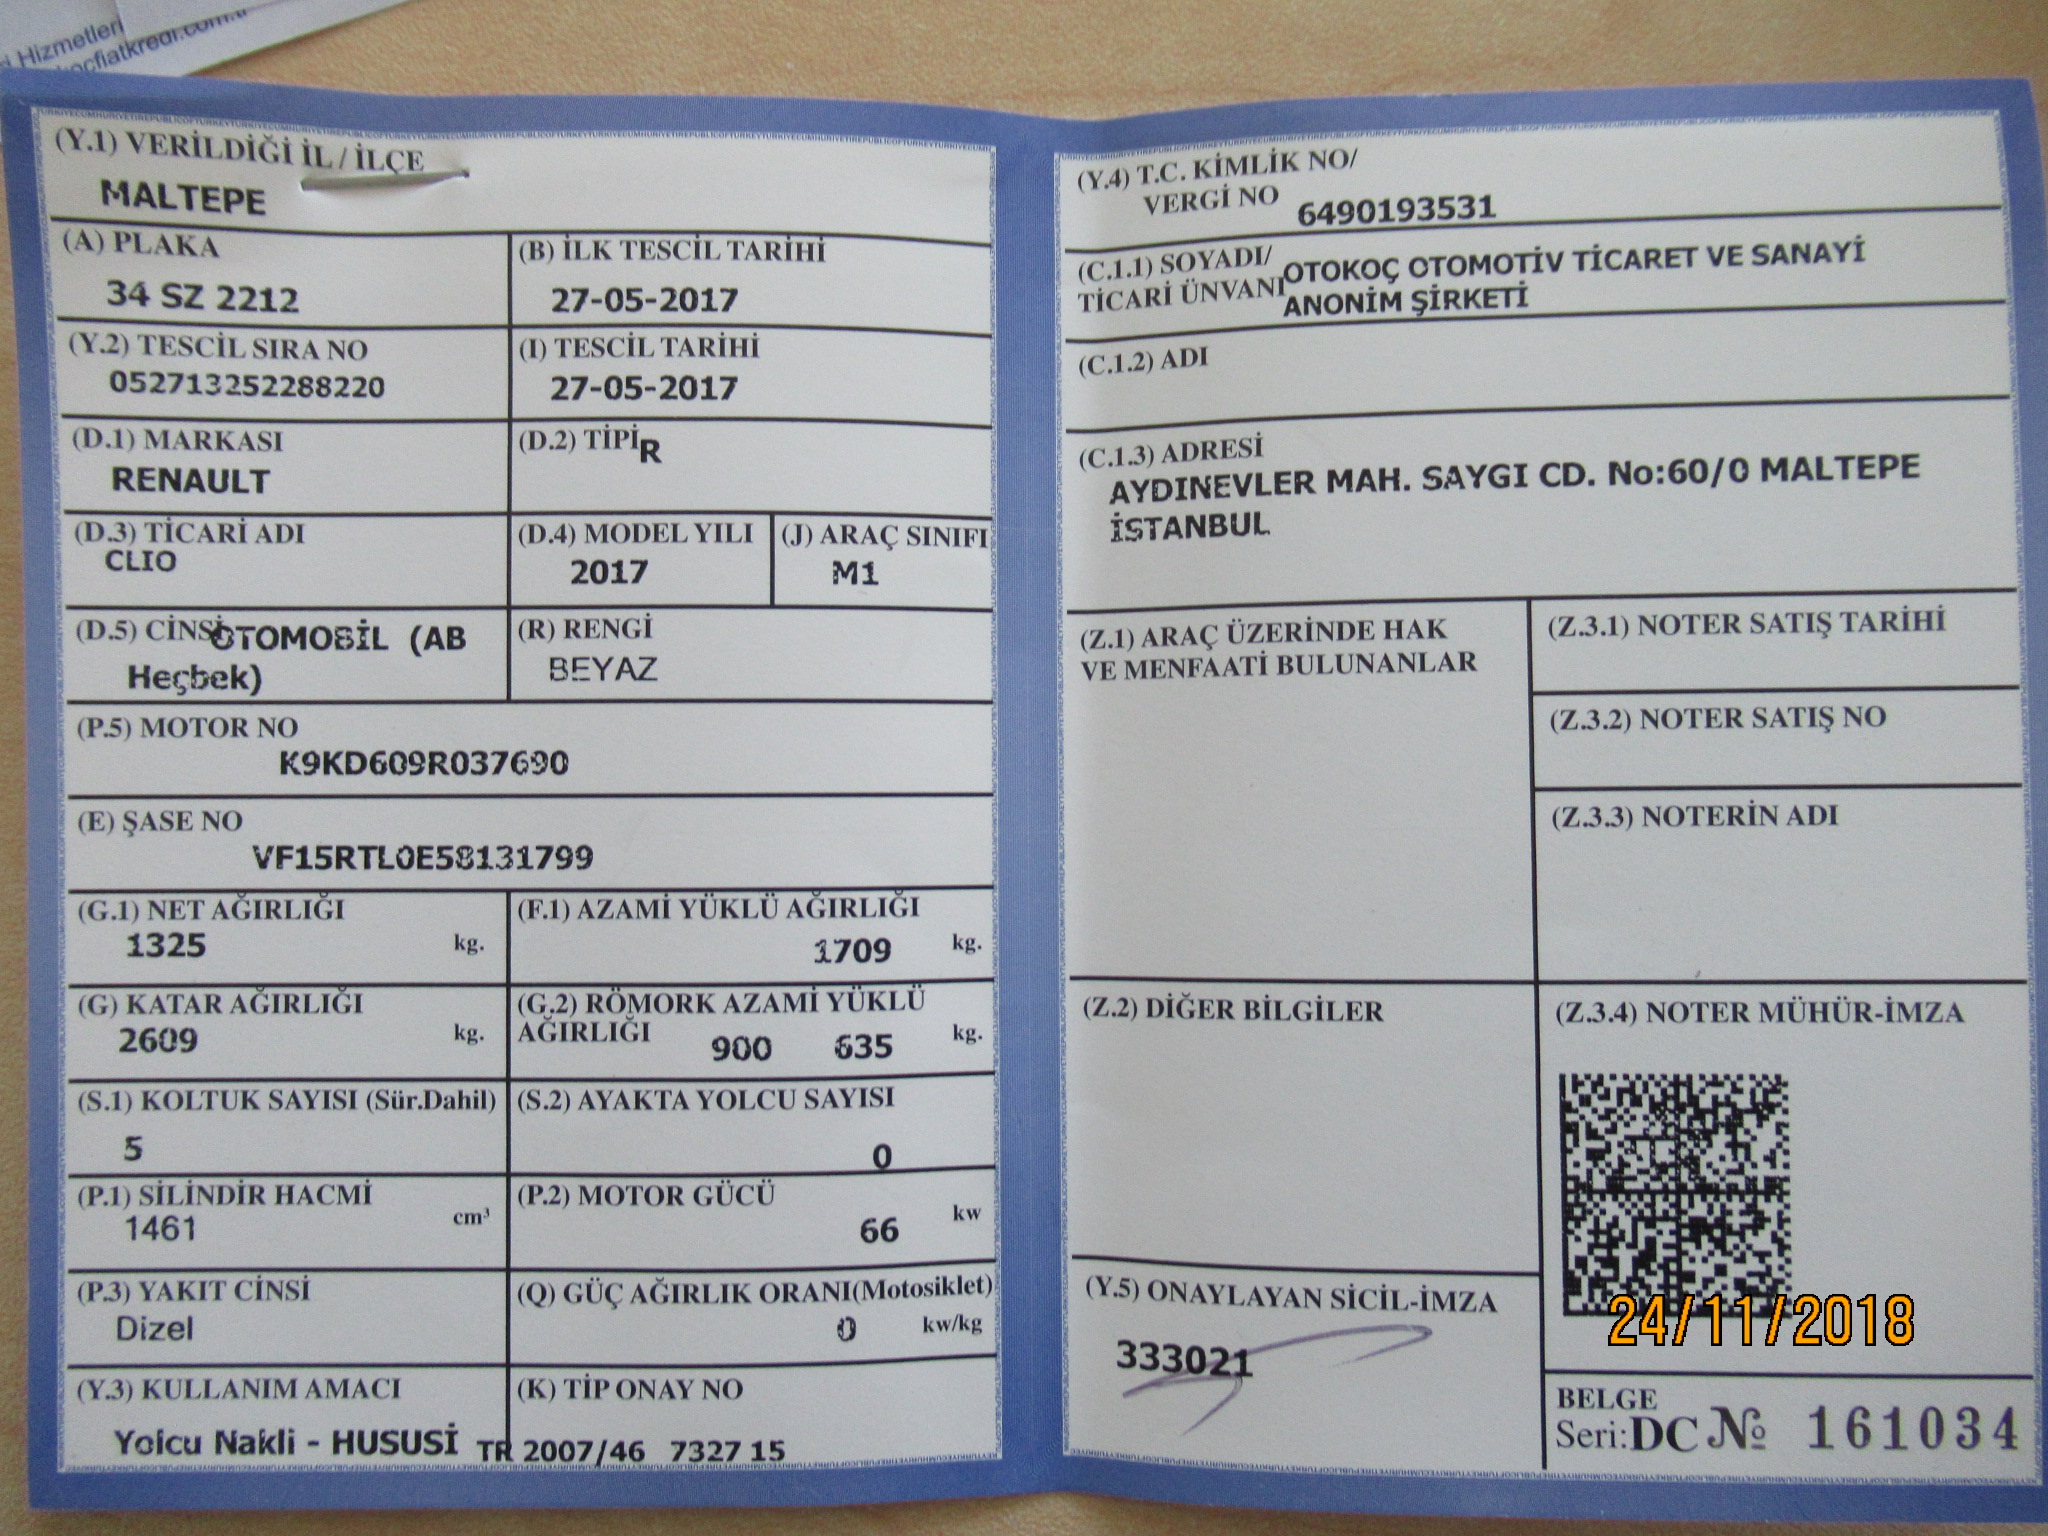 i Hizmetleri
koçfiatkredi.com.tr
(Y.1) VERİLDİĞİ İL / İLÇE
MALTEPE
(A) PLAKA
34 SZ 2212
(B) İLK TESCİL TARİHİ
27-05-2017
(Y.2) TESCİL SIRA NO
052713252288220
(I) TESCİL TARİHİ
27-05-2017
(D.1) MARKASI
RENAULT
(D.2) TİPİ R
(D.3) TİCARİ ADI
CLIO
(D.4) MODEL YILI
2017
(J) ARAÇ SINIFI
M1
(D.5) CİNSİ OTOMOBİL (AB
Heçbek)
(R) RENGİ
BEYAZ
(P.5) MOTOR NO
K9KD609R037690
(E) ŞASE NO
VF15RTL0E58131799
(G.1) NET AĞIRLIĞI
1325 kg.
(F.1) AZAMİ YÜKLÜ AĞIRLIĞI
1709 kg.
(G) KATAR AĞIRLIĞI
2609 kg.
(G.2) RÖMORK AZAMİ YÜKLÜ
AĞIRLIĞI 900 635 kg.
(S.1) KOLTUK SAYISI (Sür.Dahil)
5
(S.2) AYAKTA YOLCU SAYISI
0
(P.1) SİLİNDİR HACMİ
1461 cm³
(P.2) MOTOR GÜCÜ
66 kw
(P.3) YAKIT CİNSİ
Dizel
(Q) GÜÇ AĞIRLIK ORANI(Motosiklet)
0 kw/kg
(Y.3) KULLANIM AMACI
Yolcu Nakli - HUSUSİ
(K) TİP ONAY NO
TR 2007/46 7327 15
(Y.4) T.C. KİMLİK NO/
VERGİ NO 6490193531
(C.1.1) SOYADI/
TİCARİ ÜNVANI OTOKOÇ OTOMOTİV TİCARET VE SANAYİ
ANONİM ŞİRKETİ
(C.1.2) ADI
(C.1.3) ADRESİ
AYDINEVLER MAH. SAYGI CD. No:60/0 MALTEPE
İSTANBUL
(Z.1) ARAÇ ÜZERİNDE HAK
VE MENFAATİ BULUNANLAR
(Z.3.1) NOTER SATIŞ TARİHİ
(Z.3.2) NOTER SATIŞ NO
(Z.3.3) NOTERİN ADI
(Z.2) DİĞER BİLGİLER
(Z.3.4) NOTER MÜHÜR-İMZA
24/11/2018
(Y.5) ONAYLAYAN SİCİL-İMZA
333021
BELGE
Seri: DC № 161034